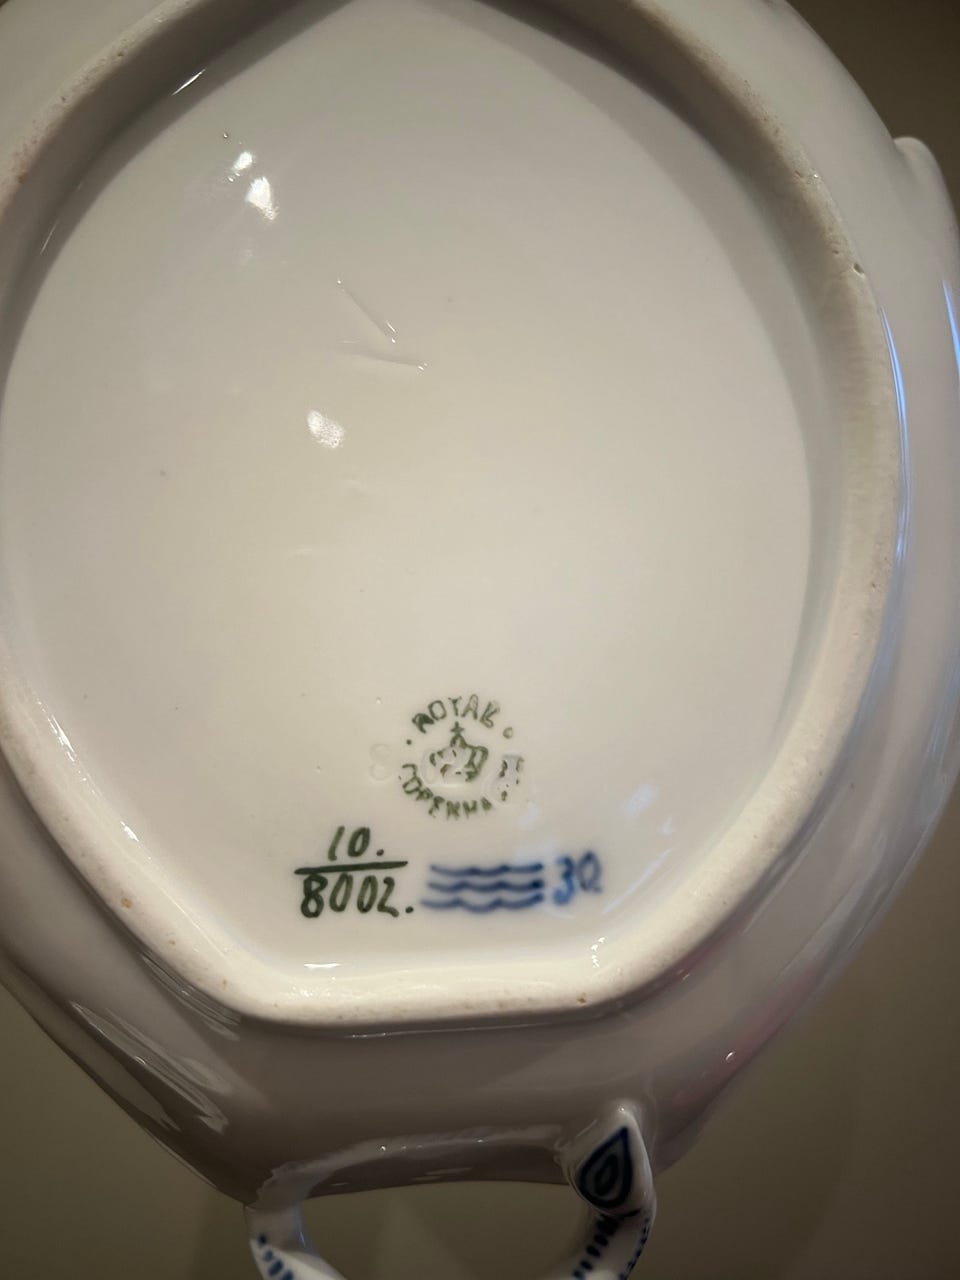 ROYAL
COPENHA
10.
8002.
30